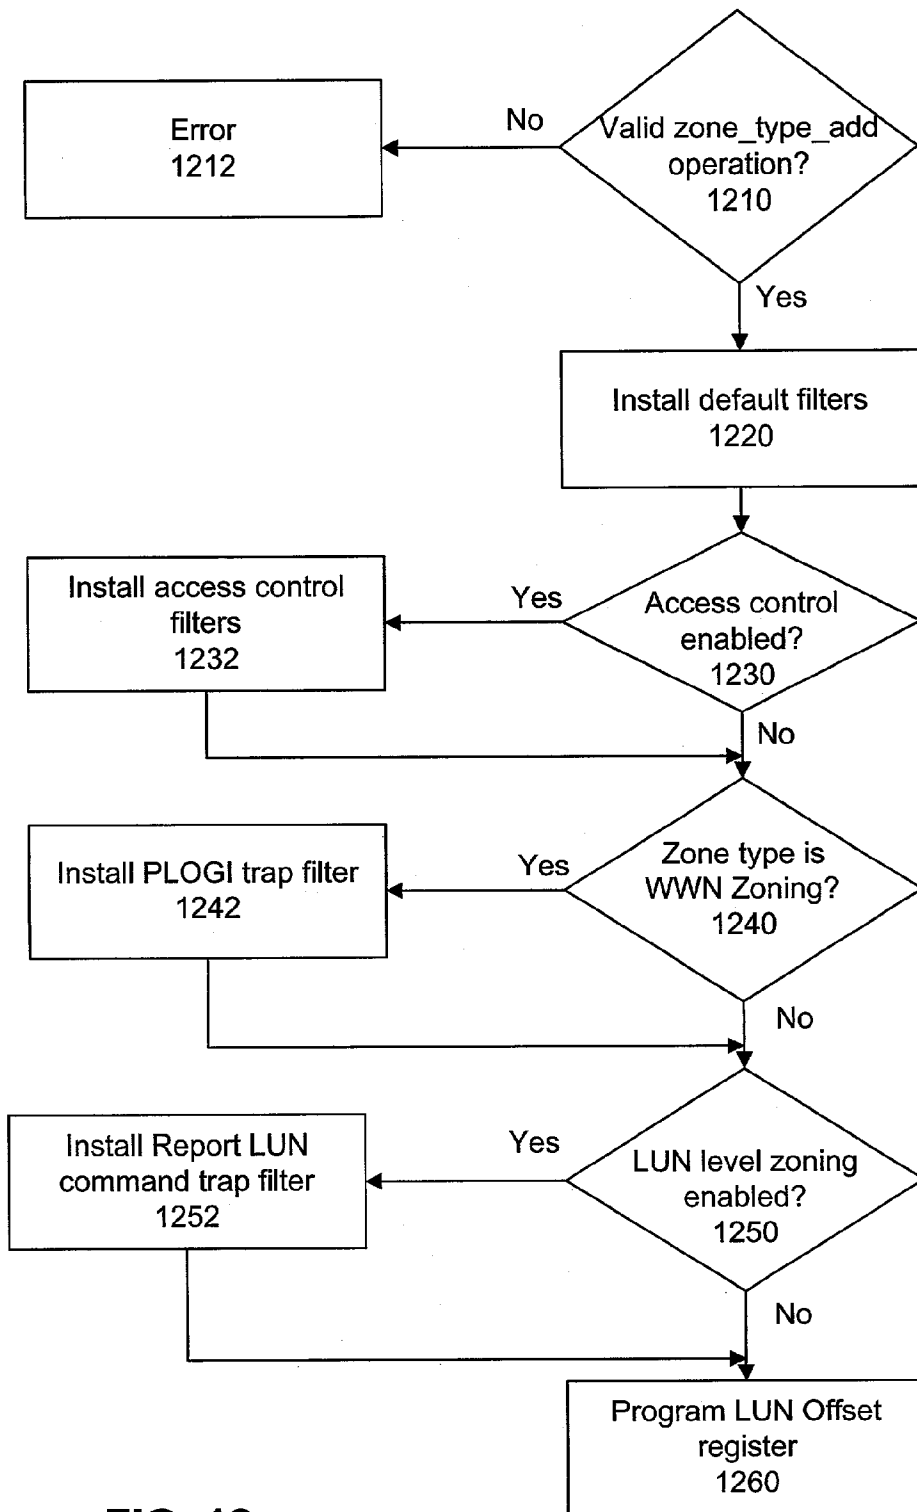 Valid zone_type_add
operation?
1210
No
Error
1212
Yes
Install default filters
1220
Access control
enabled?
1230
Yes
Install access control
filters
1232
No
Zone type is
WWN Zoning?
1240
Yes
Install PLOGI trap filter
1242
No
LUN level zoning
enabled?
1250
Yes
Install Report LUN
command trap filter
1252
No
Program LUN Offset
register
1260